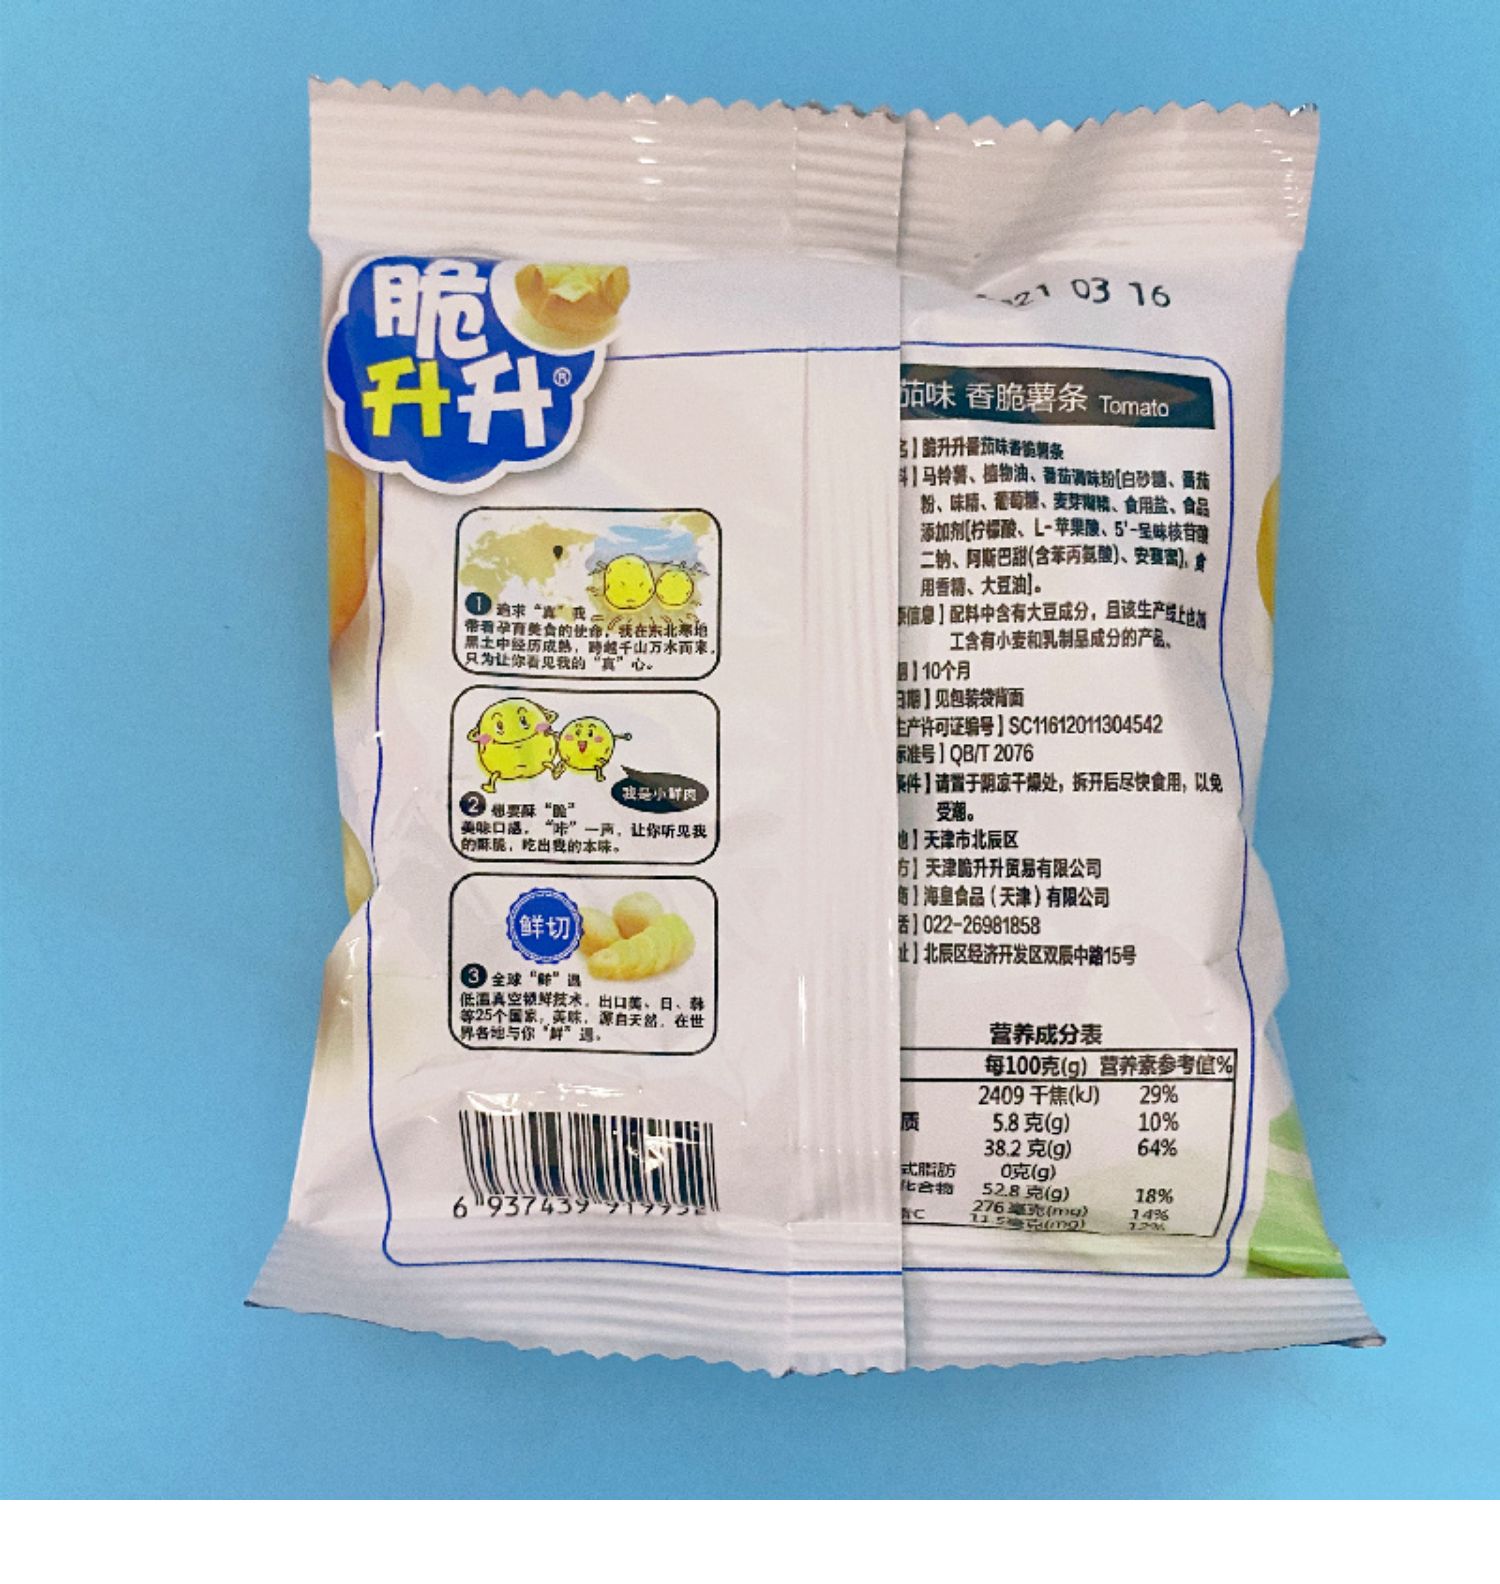 脆
升升®
21 03 16
茄味 香脆薯条 Tomato
名】脆升升番茄味香脆薯条
料】马铃薯、植物油、番茄调味粉[白砂糖、番茄
粉、味精、葡萄糖、麦芽糊精、食用盐、食品
添加剂[柠檬酸、L-苹果酸、5'-呈味核苷酸
二钠、阿斯巴甜(含苯丙氨酸)、安赛蜜]、食
用香精、大豆油]。
信息】配料中含有大豆成分，且该生产线上也加
工含有小麦和乳制品成分的产品。
期】10个月
日期】见包装袋背面
生产许可证编号】SC11612011304542
标准号】QB/T 2076
条件】请置于阴凉干燥处，拆开后尽快食用，以免
受潮。
地】天津市北辰区
方】天津脆升升贸易有限公司
商】海皇食品（天津）有限公司
话】022-26981858
址】北辰区经济开发区双辰中路15号
营养成分表
每100克(g) 营养素参考值%
2409 千焦(kJ) 29%
质 5.8 克(g) 10%
38.2 克(g) 64%
式脂肪 0克(g)
化合物 52.8 克(g) 18%
276 毫克(mg) 14%
C 11.5毫克(mg) 12%
1 追求“真”我
带着孕育美食的使命，我在东北寒地
黑土中经历成熟，跨越千山万水而来，
只为让你看见我的“真”心。
我是小鲜肉
2 想要酥“脆”
美味口感，“咔”一声，让你听见我
的酥脆，吃出我的本味。
鲜切
3 全球“鲜”遇
低温真空锁鲜技术，出口美、日、韩
等25个国家，美味，源自天然，在世
界各地与你“鲜”遇。
6 937439